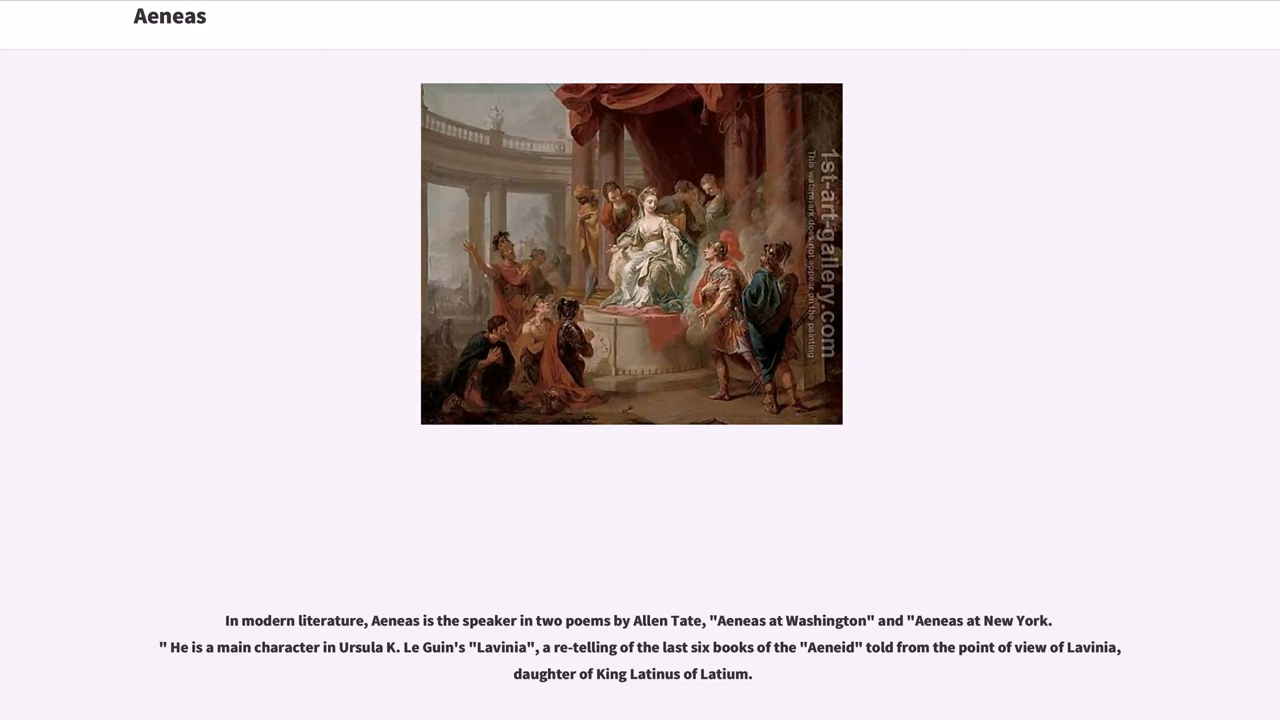 Aeneas
1st-art-gallery.com
This watermark does not appear on the painting
In modern literature, Aeneas is the speaker in two poems by Allen Tate, "Aeneas at Washington" and "Aeneas at New York.
" He is a main character in Ursula K. Le Guin's "Lavinia", a re-telling of the last six books of the "Aeneid" told from the point of view of Lavinia,
daughter of King Latinus of Latium.